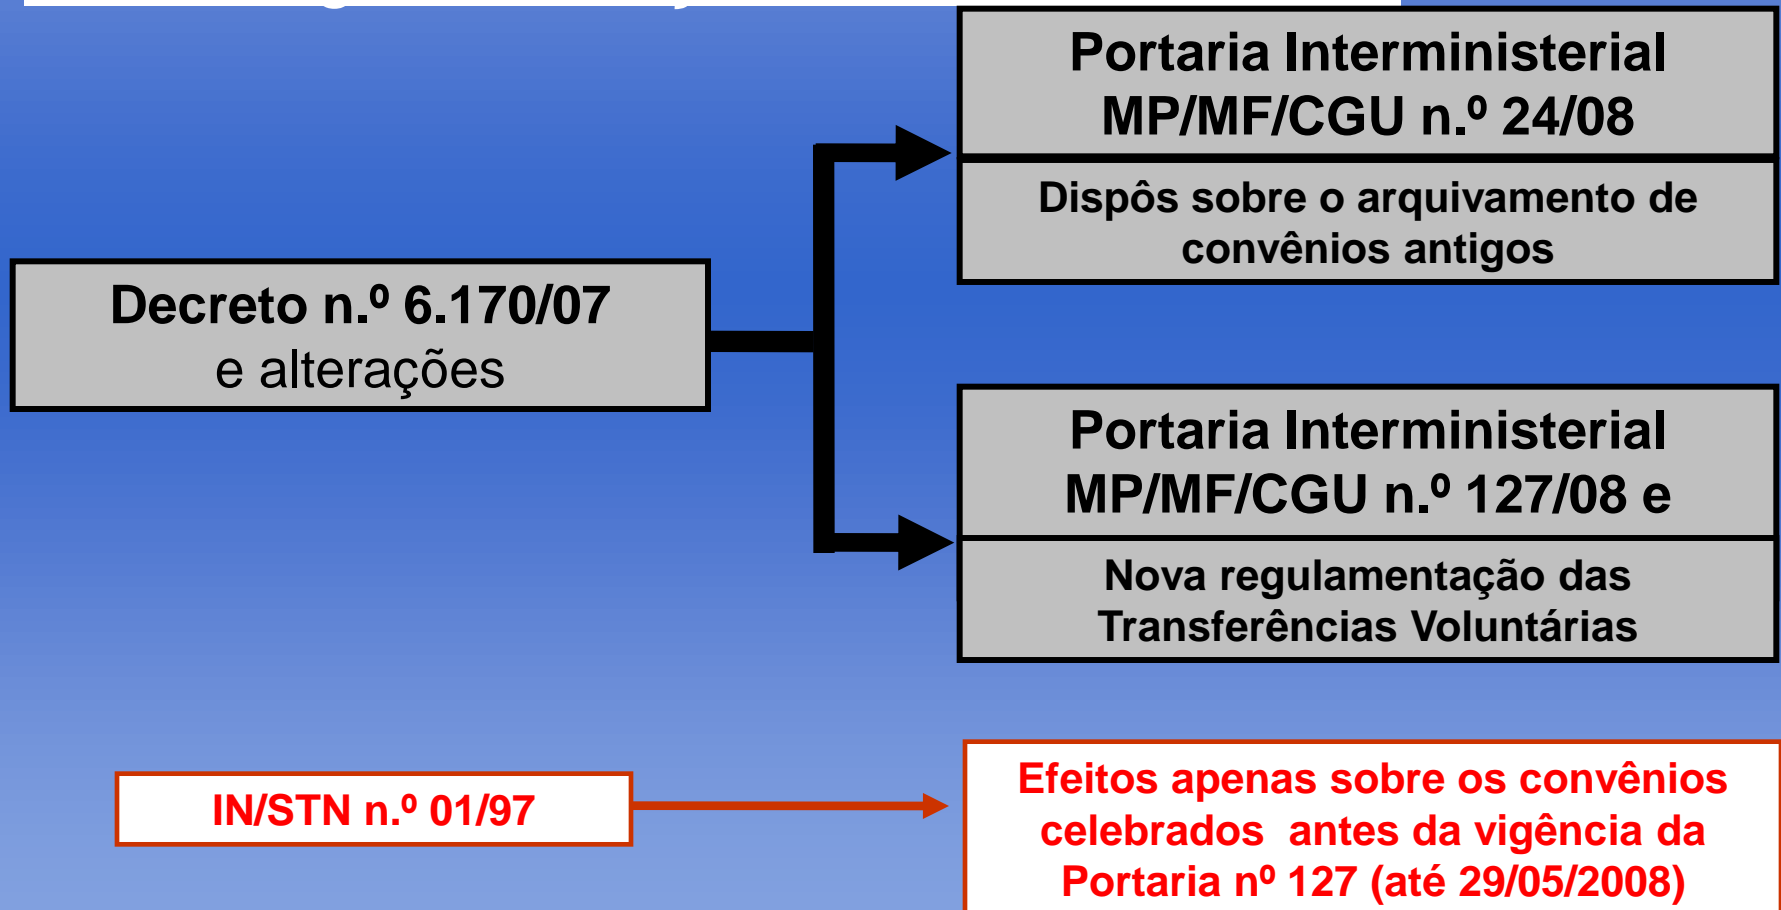 Portaria Interministerial
MP/MF/CGU n.º 24/08
Dispôs sobre o arquivamento de
convênios antigos
Decreto n.º 6.170/07
e alterações
Portaria Interministerial
MP/MF/CGU n.º 127/08 e
Nova regulamentação das
Transferências Voluntárias
IN/STN n.º 01/97
Efeitos apenas sobre os convênios
celebrados antes da vigência da
Portaria nº 127 (até 29/05/2008)